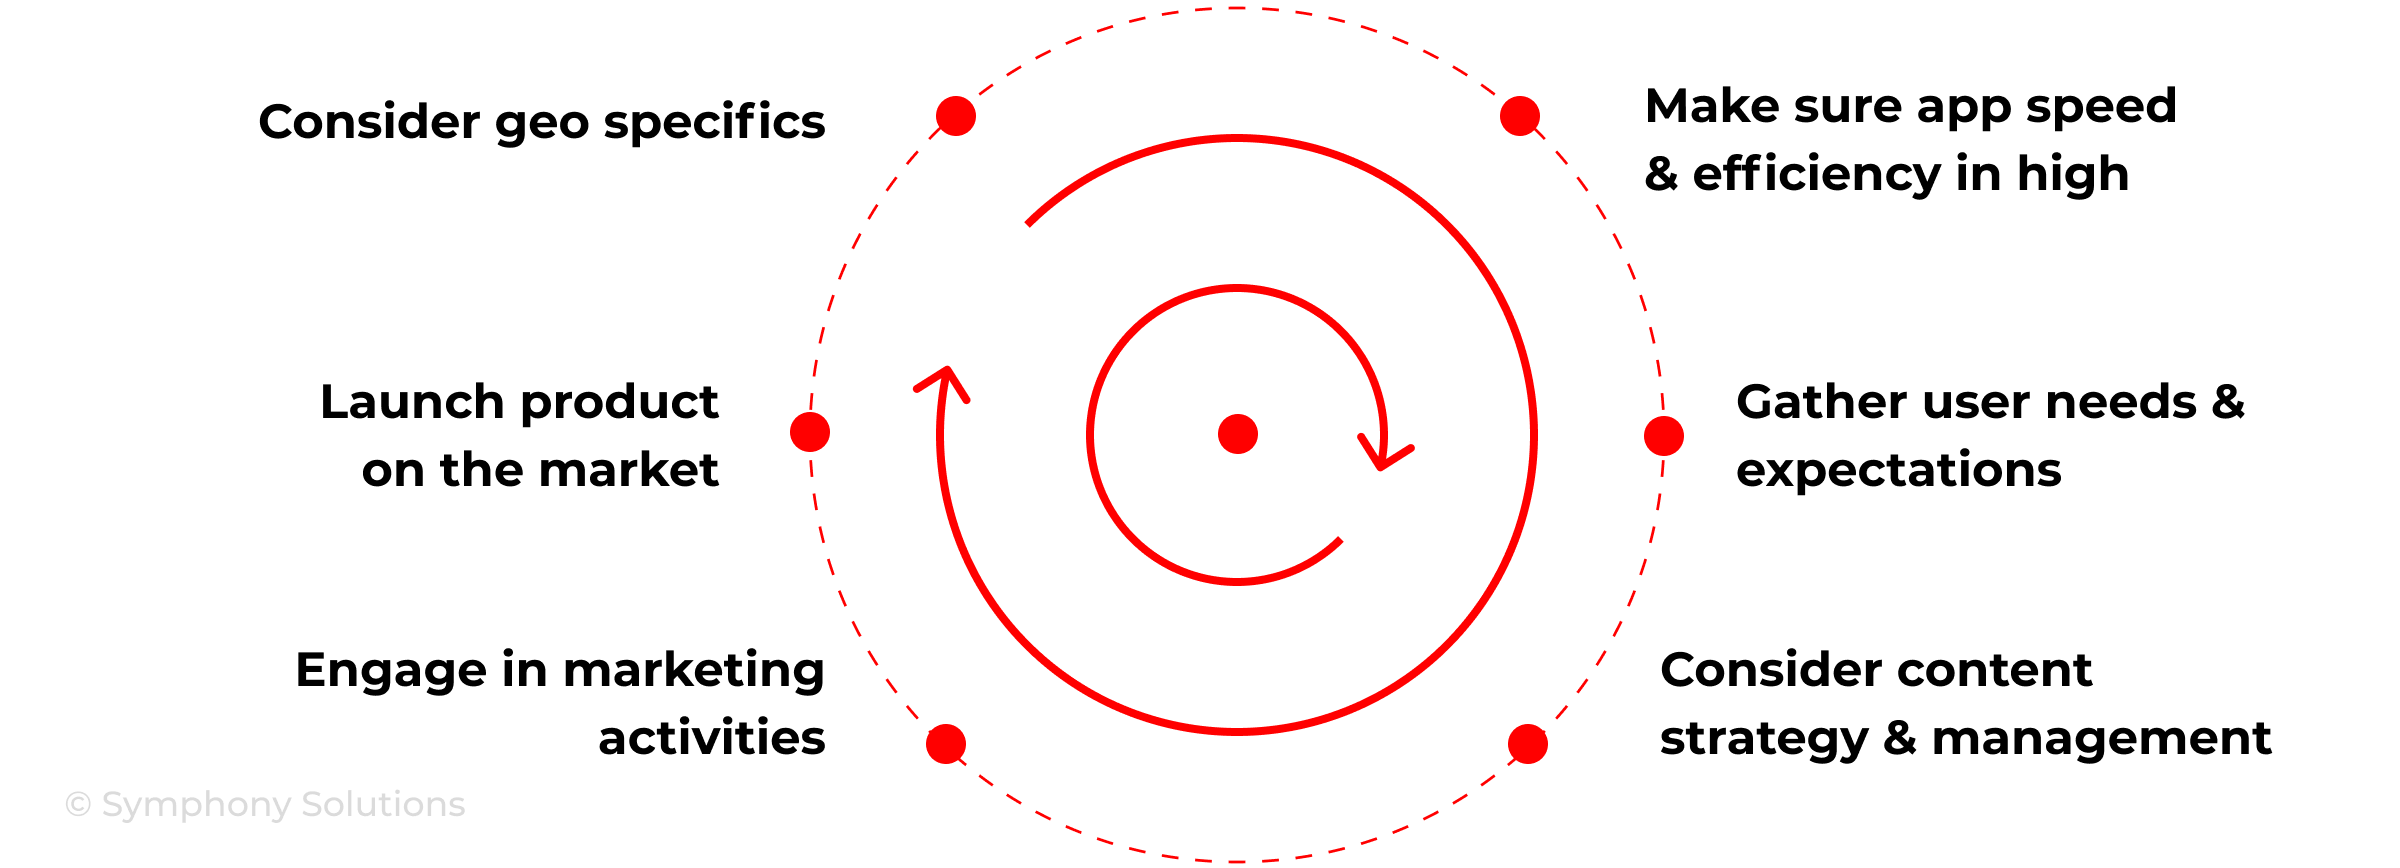 Consider geo specifics
Make sure app speed
& efficiency in high
Launch product
on the market
Gather user needs &
expectations
Engage in marketing
activities
Consider content
strategy & management
© Symphony Solutions